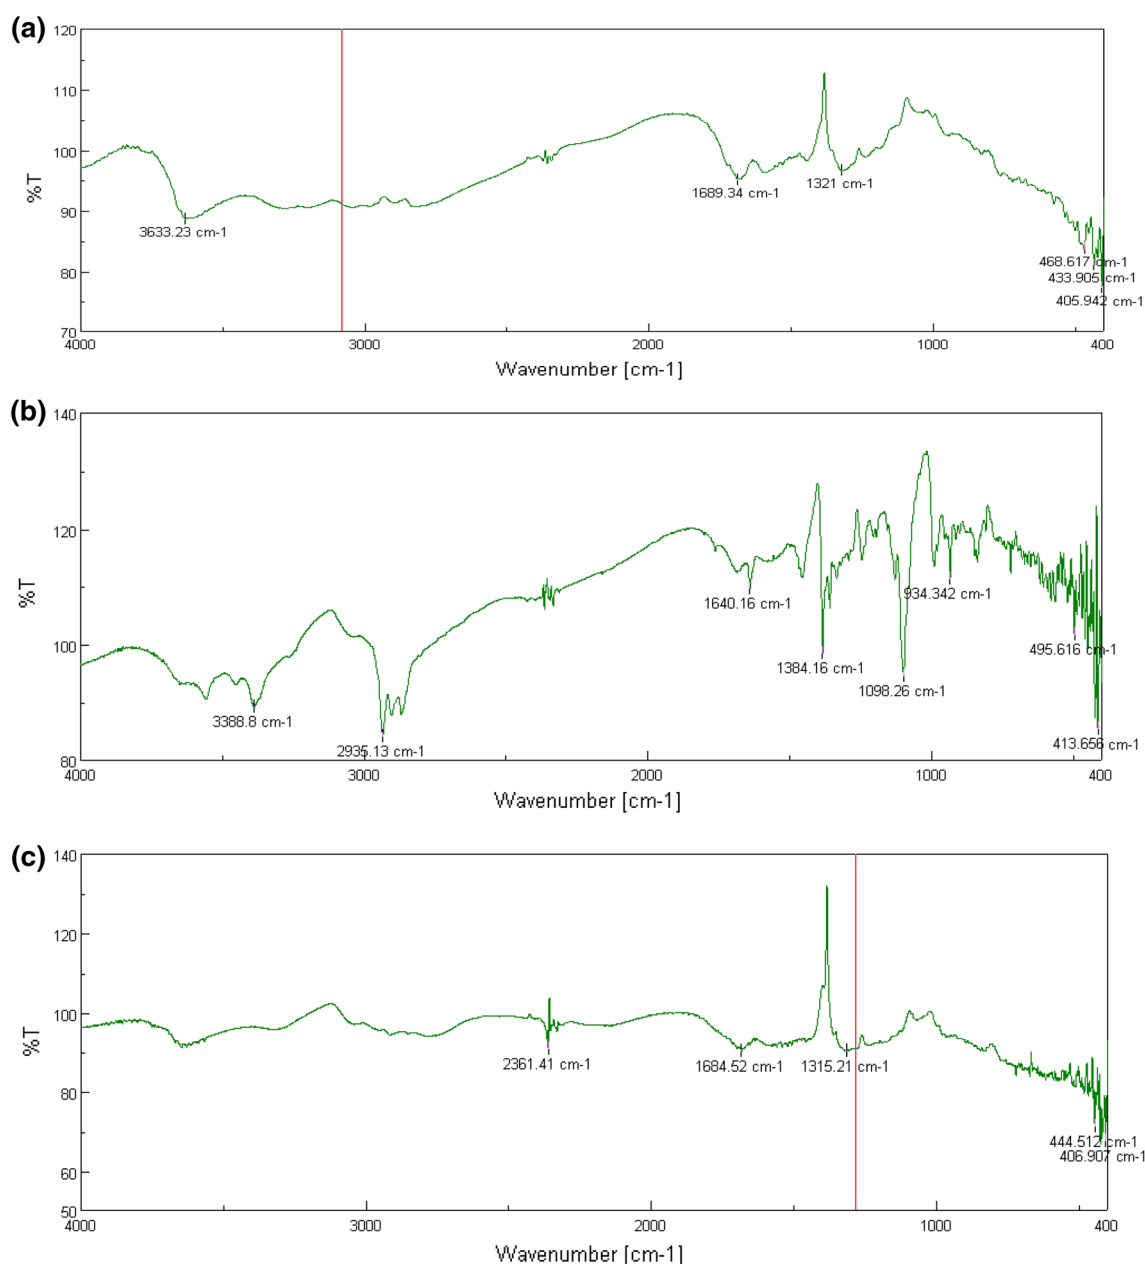 (a)
120
110
100
90
80
70
%T
3633.23 cm-1
1689.34 cm-1
1321 cm-1
468.617 cm-1
433.905 cm-1
405.942 cm-1
4000
3000
2000
1000
400
Wavenumber [cm-1]
(b)
140
120
100
80
%T
3388.8 cm-1
2935.13 cm-1
1640.16 cm-1
1384.16 cm-1
1098.26 cm-1
934.342 cm-1
495.616 cm-1
413.656 cm-1
4000
3000
2000
1000
400
Wavenumber [cm-1]
(c)
140
120
100
80
60
50
%T
2361.41 cm-1
1684.52 cm-1
1315.21 cm-1
444.512 cm-1
406.907 cm-1
4000
3000
2000
1000
400
Wavenumber [cm-1]